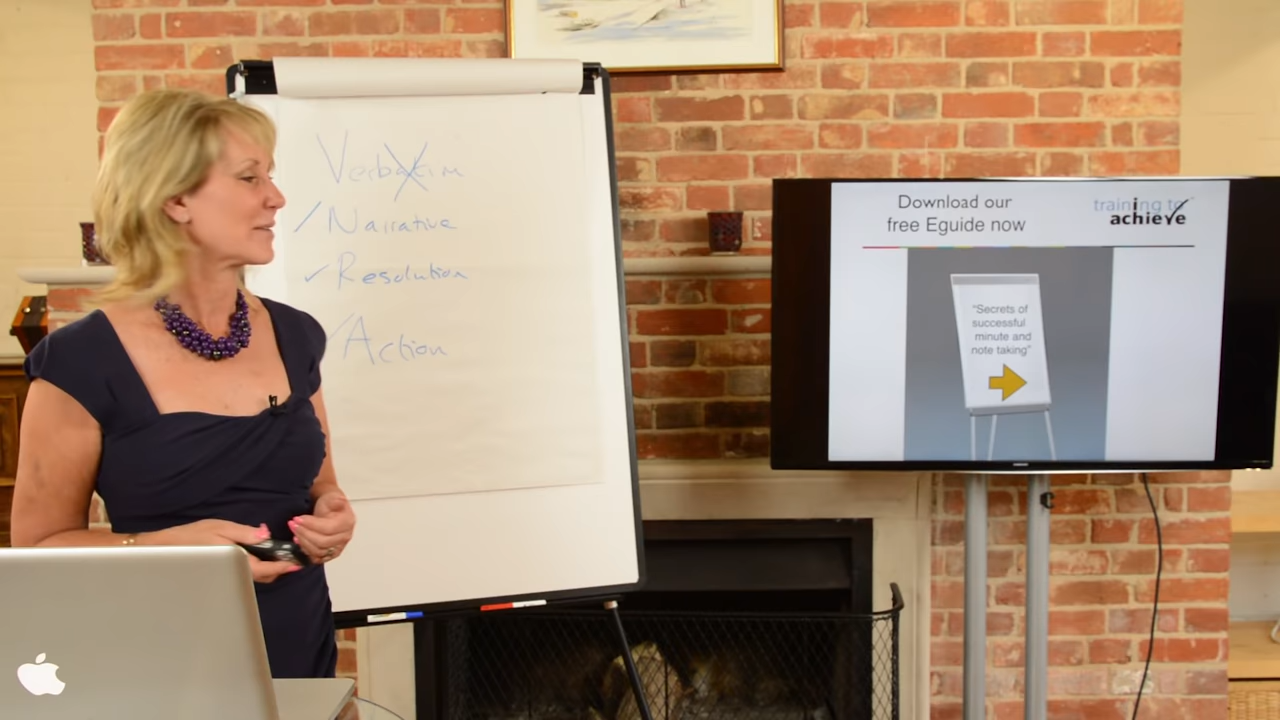 Verbatim
Narrative
Resolution
Action
Download our
free Eguide now
training to
achieve
"Secrets of
successful
minute and
note taking"